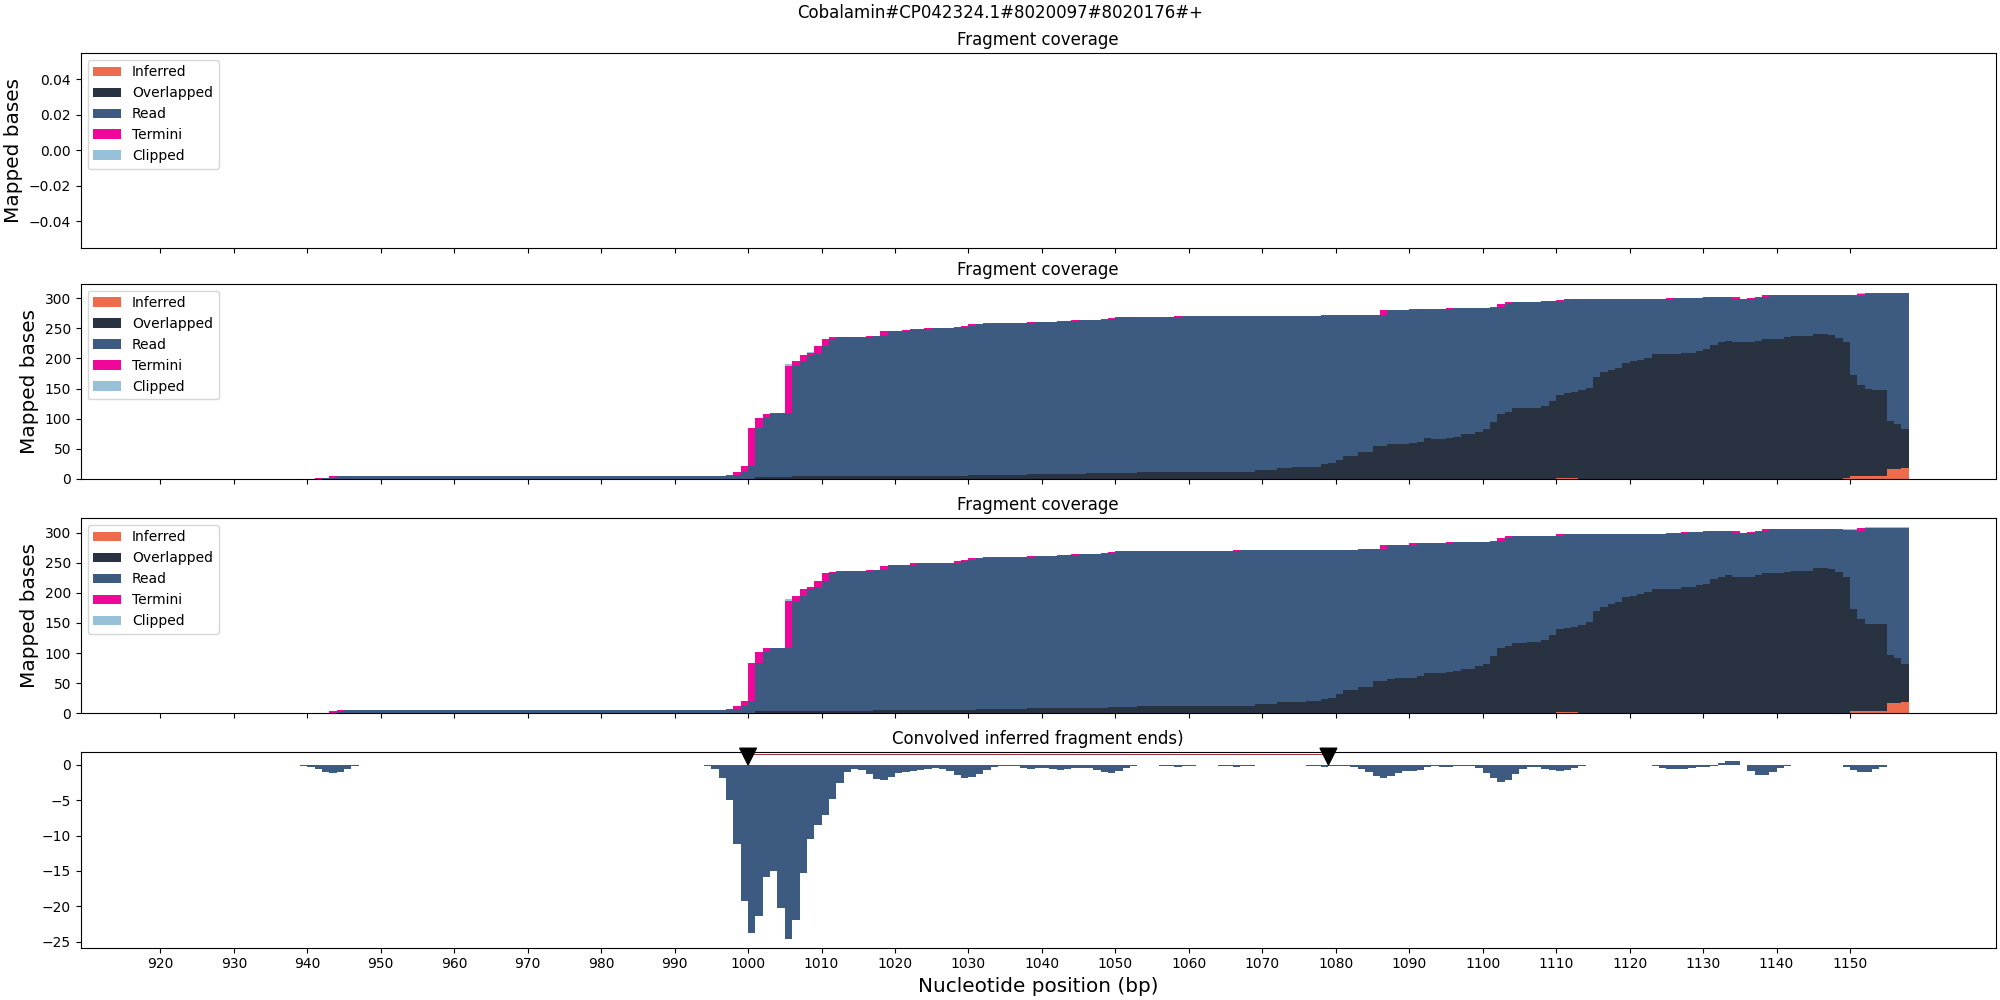 Cobalamin#CP042324.1#8020097#8020176#+
Fragment coverage
Mapped bases
0.04
0.02
0.00
−0.02
−0.04
Inferred
Overlapped
Read
Termini
Clipped
Fragment coverage
Mapped bases
300
250
200
150
100
50
0
Inferred
Overlapped
Read
Termini
Clipped
Fragment coverage
Mapped bases
300
250
200
150
100
50
0
Inferred
Overlapped
Read
Termini
Clipped
Convolved inferred fragment ends)
0
−5
−10
−15
−20
−25
920 930 940 950 960 970 980 990 1000 1010 1020 1030 1040 1050 1060 1070 1080 1090 1100 1110 1120 1130 1140 1150
Nucleotide position (bp)